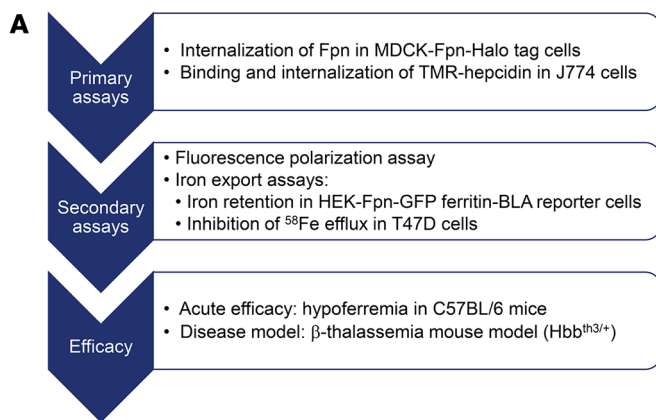 A
Primary
assays
• Internalization of Fpn in MDCK-Fpn-Halo tag cells
• Binding and internalization of TMR-hepcidin in J774 cells
Secondary
assays
• Fluorescence polarization assay
• Iron export assays:
• Iron retention in HEK-Fpn-GFP ferritin-BLA reporter cells
• Inhibition of ⁵⁸Fe efflux in T47D cells
Efficacy
• Acute efficacy: hypoferremia in C57BL/6 mice
• Disease model: β-thalassemia mouse model (Hbbᵗʰ³/⁺)